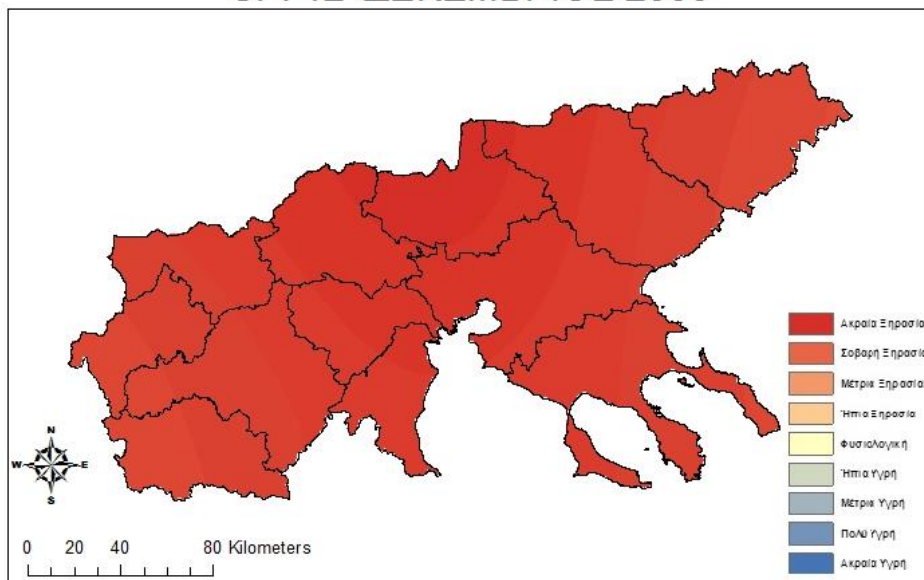 Ακραία Ξηρασία
Σοβαρή Ξηρασία
Μέτρια Ξηρασία
Ήπια Ξηρασία
Φυσιολογική
Ήπια Υγρή
Μέτρια Υγρή
Πολύ Υγρή
Ακραία Υγρή
N
W E
S
0 20 40 80 Kilometers